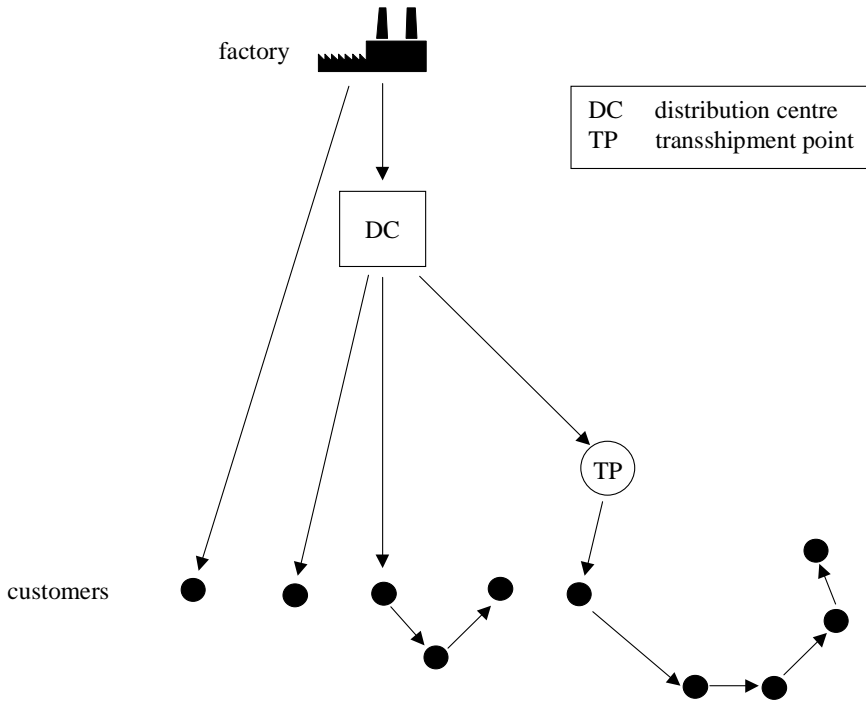 factory
DC distribution centre
TP transshipment point
DC
TP
customers